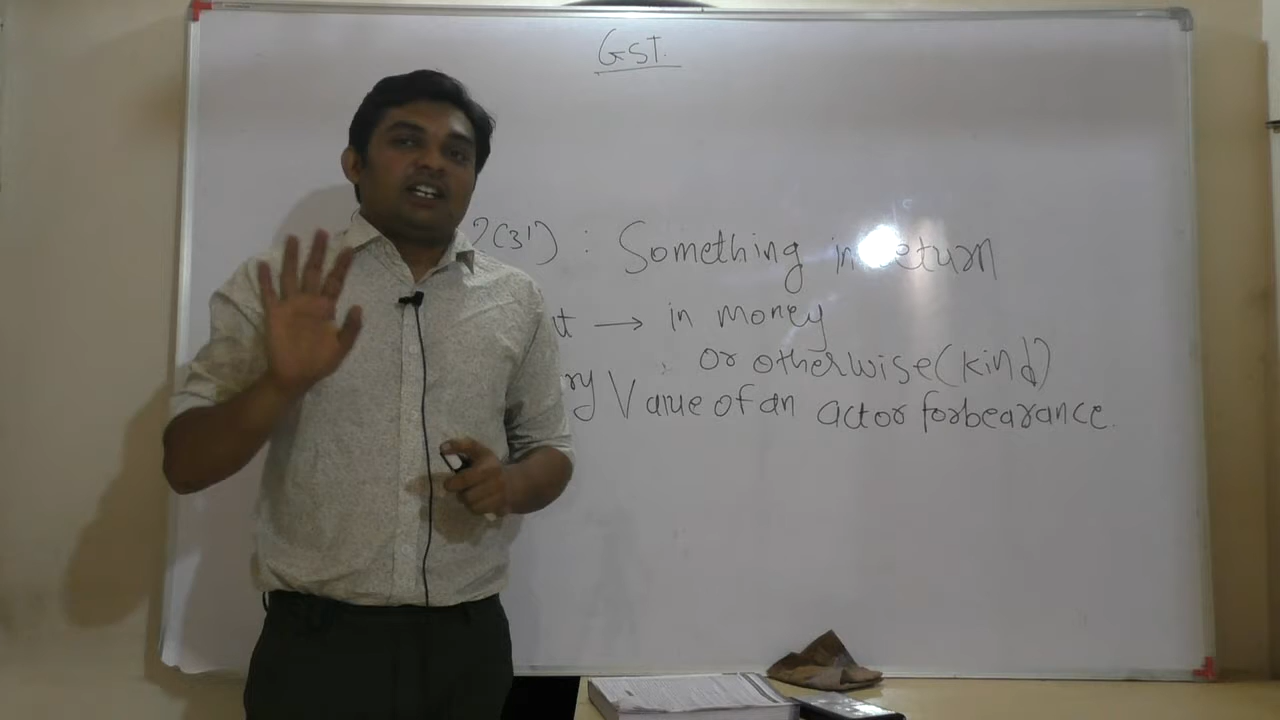 GST.
2(31) : Something in return
→ in money
or otherwise (kind)
Value of an act or forbearance.